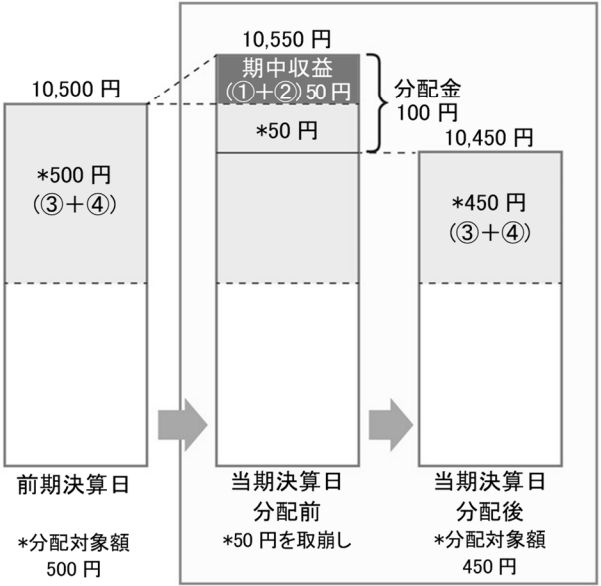 10,500 円
*500 円
(③+④)
前期決算日
*分配対象額
500 円
10,550 円
期中収益
(①+②) 50 円
*50 円
分配金
100 円
当期決算日
分配前
*50 円を取崩し
10,450 円
*450 円
(③+④)
当期決算日
分配後
*分配対象額
450 円